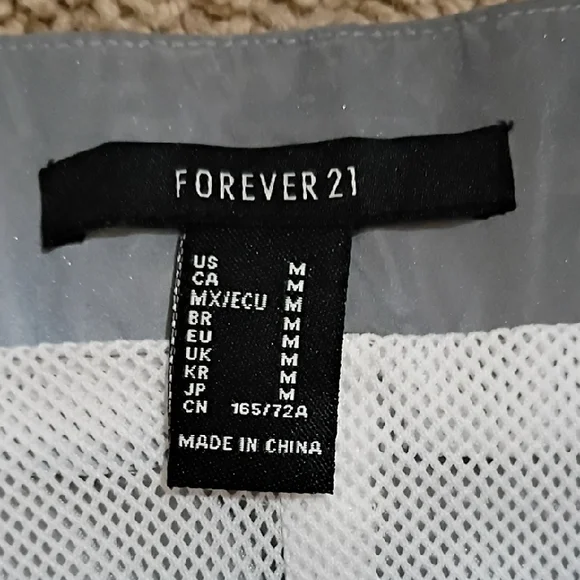 FOREVER 21
US M
CA M
MX/ECU M
BR M
EU M
UK M
KR M
JP M
CN 165/72A
MADE IN CHINA